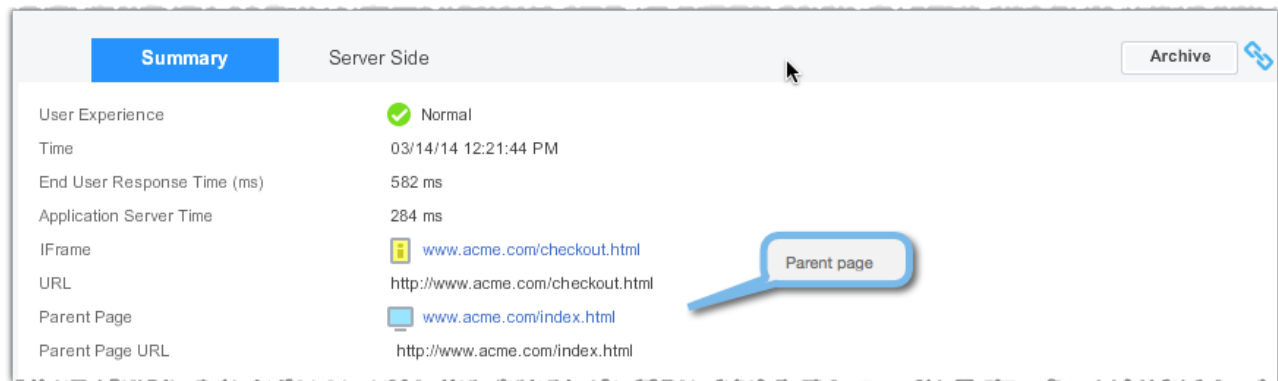 Summary Server Side Archive
User Experience Normal
Time 03/14/14 12:21:44 PM
End User Response Time (ms) 582 ms
Application Server Time 284 ms
IFrame www.acme.com/checkout.html
Parent page
URL http://www.acme.com/checkout.html
Parent Page www.acme.com/index.html
Parent Page URL http://www.acme.com/index.html